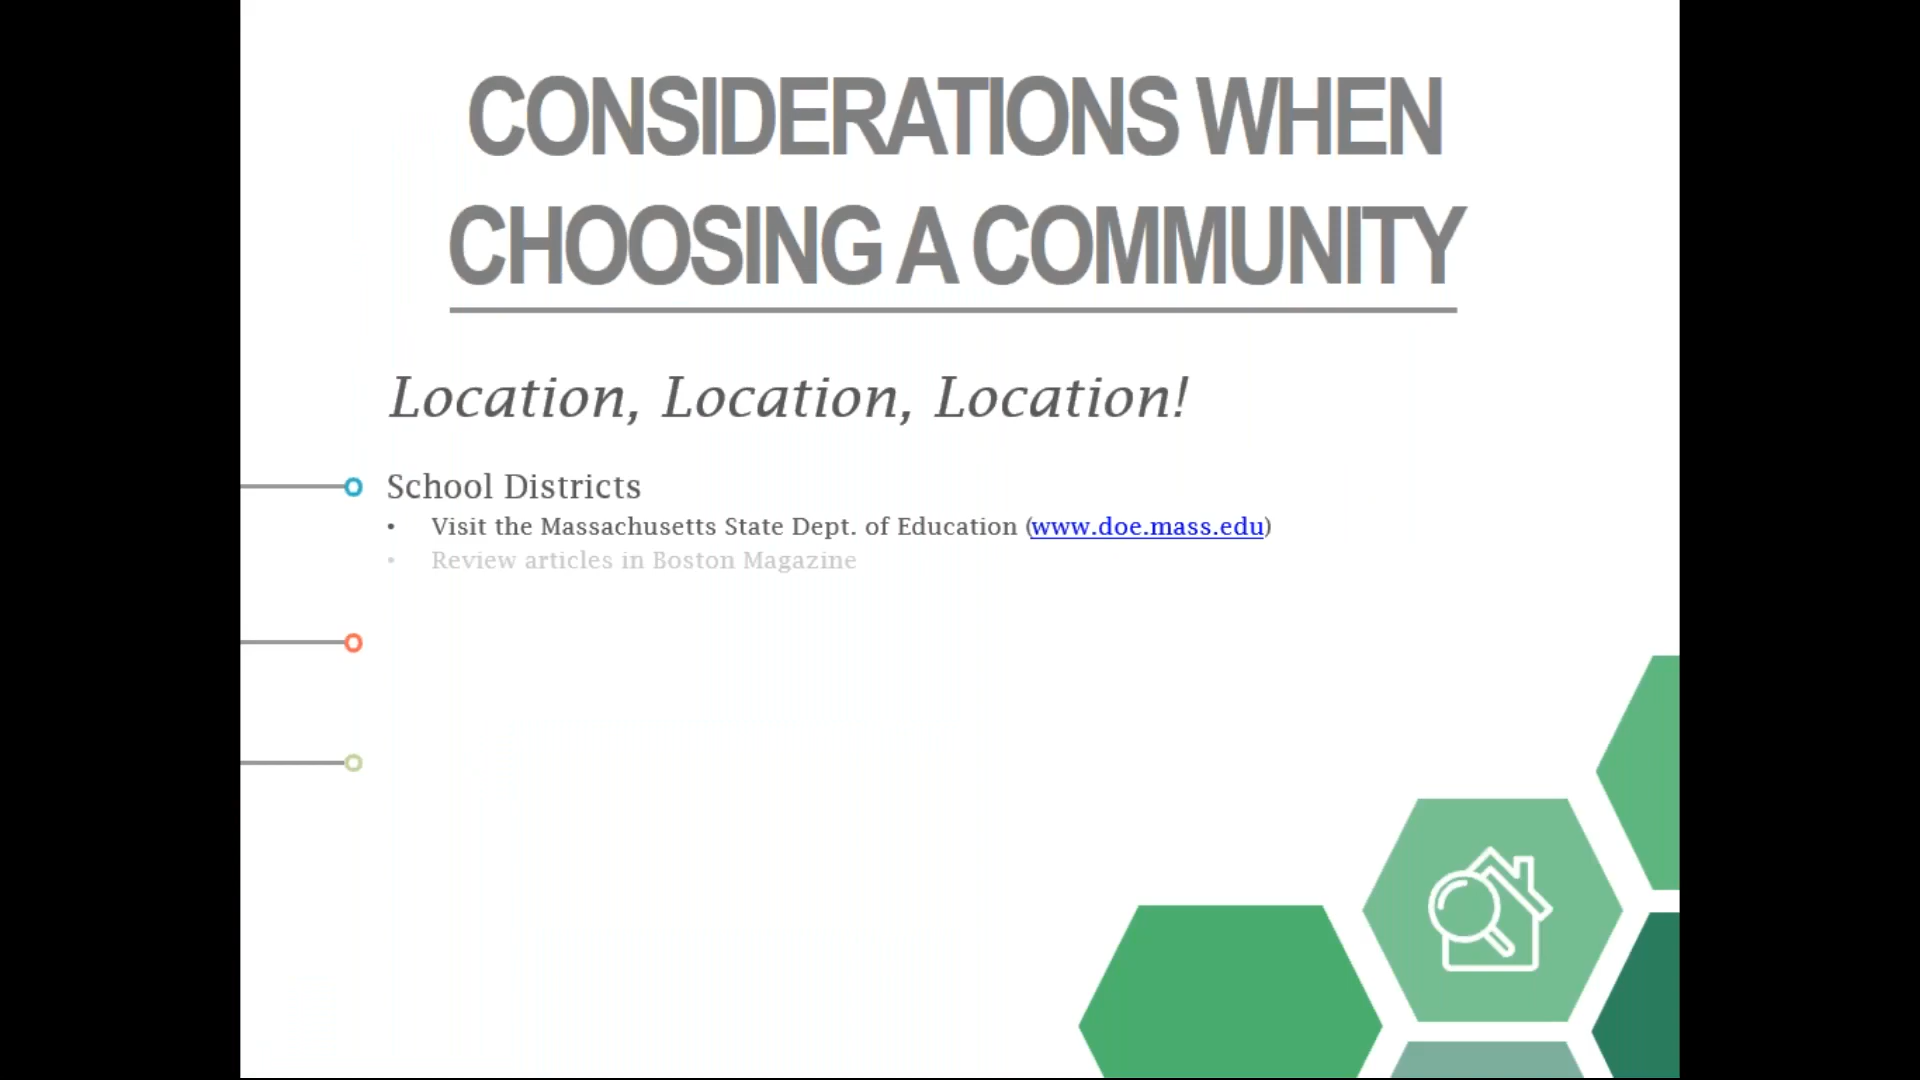 CONSIDERATIONS WHEN
CHOOSING A COMMUNITY
Location, Location, Location!
School Districts
• Visit the Massachusetts State Dept. of Education (www.doe.mass.edu)
• Review articles in Boston Magazine